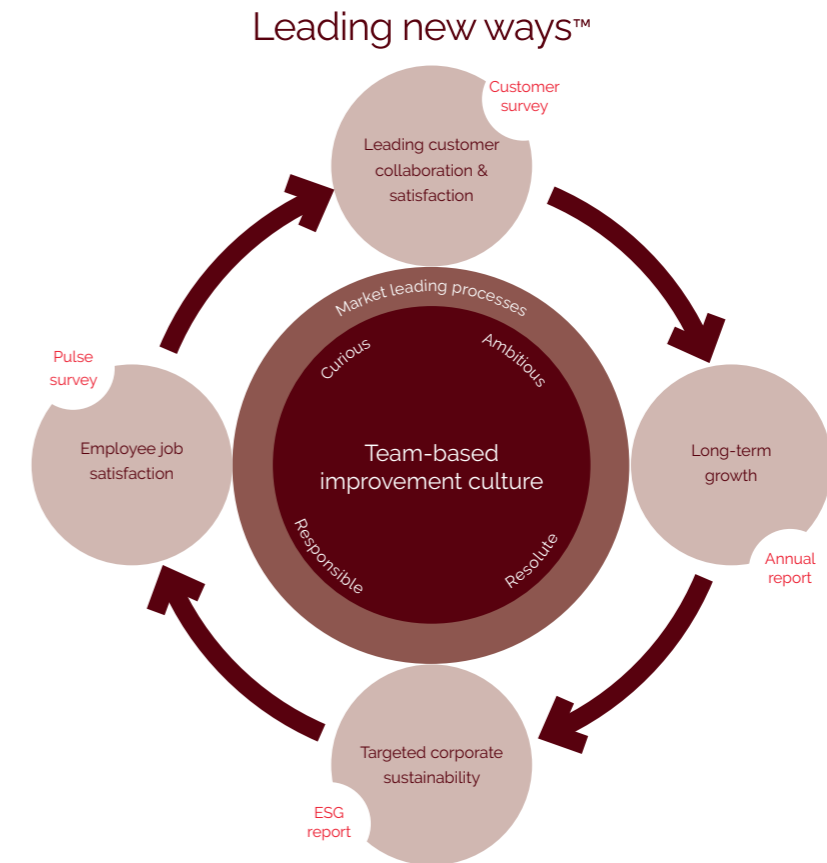 Leading new ways™
Customer
survey
Leading customer
collaboration &
satisfaction
Market leading processes
Curious
Ambitious
Pulse
survey
Employee job
satisfaction
Team-based
improvement culture
Long-term
growth
Responsible
Resolute
Annual
report
Targeted corporate
sustainability
ESG
report